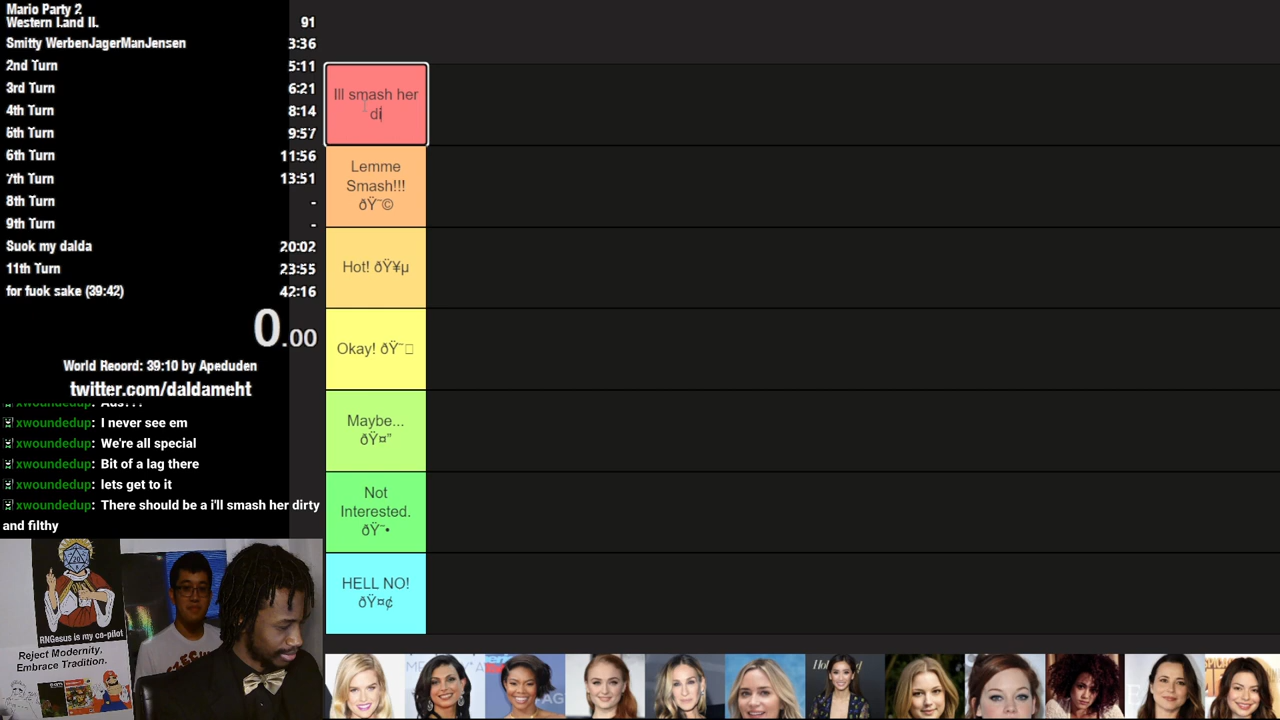 Mario Party 2
Western Land II. 91
Smitty WerbenJagerManJensen 3:36
2nd Turn 5:11
3rd Turn 6:21
4th Turn 8:14
5th Turn 9:57
6th Turn 11:56
7th Turn 13:51
8th Turn -
9th Turn -
Suok my dalda 20:02
11th Turn 23:55
for fuok sake (39:42) 42:16
0.00
World Reoord: 39:10 by Apeduden
twitter.com/daldameht
xwoundedup: Ads???
xwoundedup: I never see em
xwoundedup: We're all special
xwoundedup: Bit of a lag there
xwoundedup: lets get to it
xwoundedup: There should be a i'll smash her dirty
and filthy
RNGesus is my co-pilot
Reject Modernity,
Embrace Tradition.
Ill smash her
di
Lemme
Smash!!!
ðŸ˜©
Hot! ðŸ¥µ
Okay! ðŸ˜□
Maybe...
ðŸ¤”
Not
Interested.
ðŸ˜•
HELL NO!
ðŸ¤¢